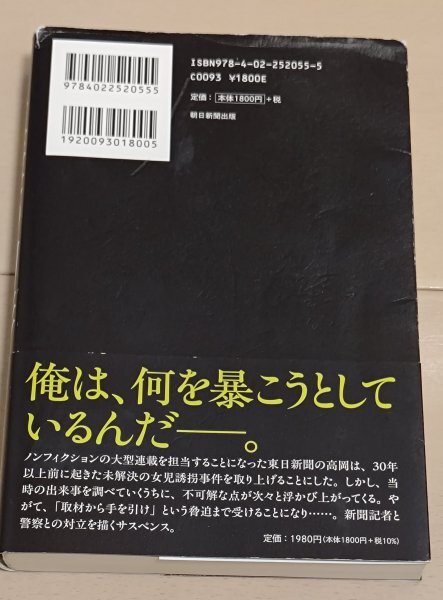 ISBN978-4-02-252055-5
C0093 ¥1800E
定価：本体1800円+税
朝日新聞出版
9784022520555
1920093018005
俺は、何を暴こうとして
いるんだ――。
ノンフィクションの大型連載を担当することになった東日新聞の高岡は、30年
以上前に起きた未解決の女児誘拐事件を取り上げることにした。しかし、当
時の出来事を調べていくうちに、不可解な点が次々と浮かび上がってくる。や
がて、「取材から手を引け」という脅迫まで受けることになり……。新聞記者と
警察との対立を描くサスペンス。
定価：1980円（本体1800円+税10%）